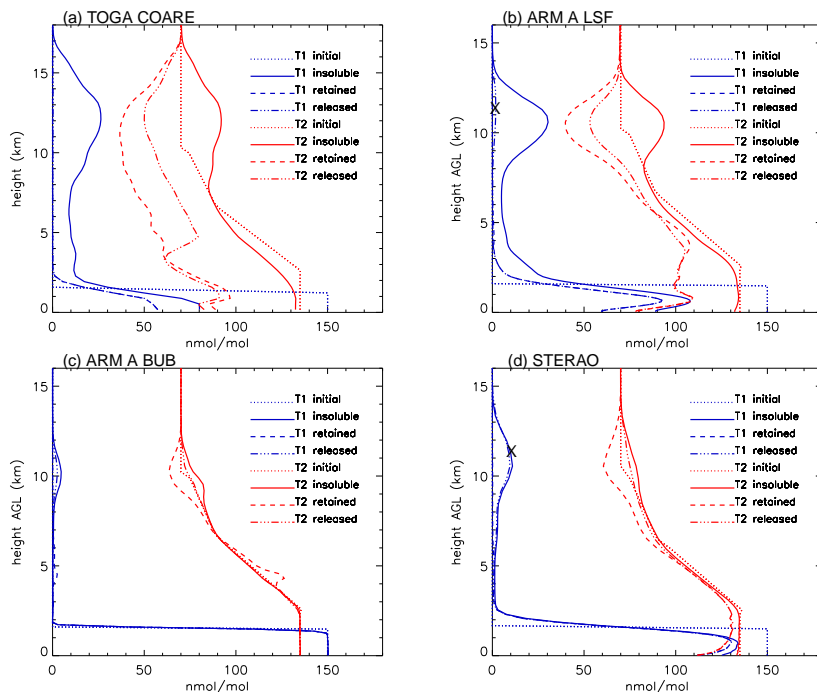 (a) TOGA COARE
T1 initial
T1 insoluble
T1 retained
T1 released
T2 initial
T2 insoluble
T2 retained
T2 released
15
10
5
0
height (km)
0 50 100 150
nmol/mol
(b) ARM A LSF
T1 initial
T1 insoluble
T1 retained
T1 released
T2 initial
T2 insoluble
T2 retained
T2 released
X
15
10
5
0
height AGL (km)
0 50 100 150
nmol/mol
(c) ARM A BUB
T1 initial
T1 insoluble
T1 retained
T1 released
T2 initial
T2 insoluble
T2 retained
T2 released
15
10
5
0
height AGL (km)
0 50 100 150
nmol/mol
(d) STERAO
T1 initial
T1 insoluble
T1 retained
T1 released
T2 initial
T2 insoluble
T2 retained
T2 released
X
15
10
5
0
height AGL (km)
0 50 100 150
nmol/mol